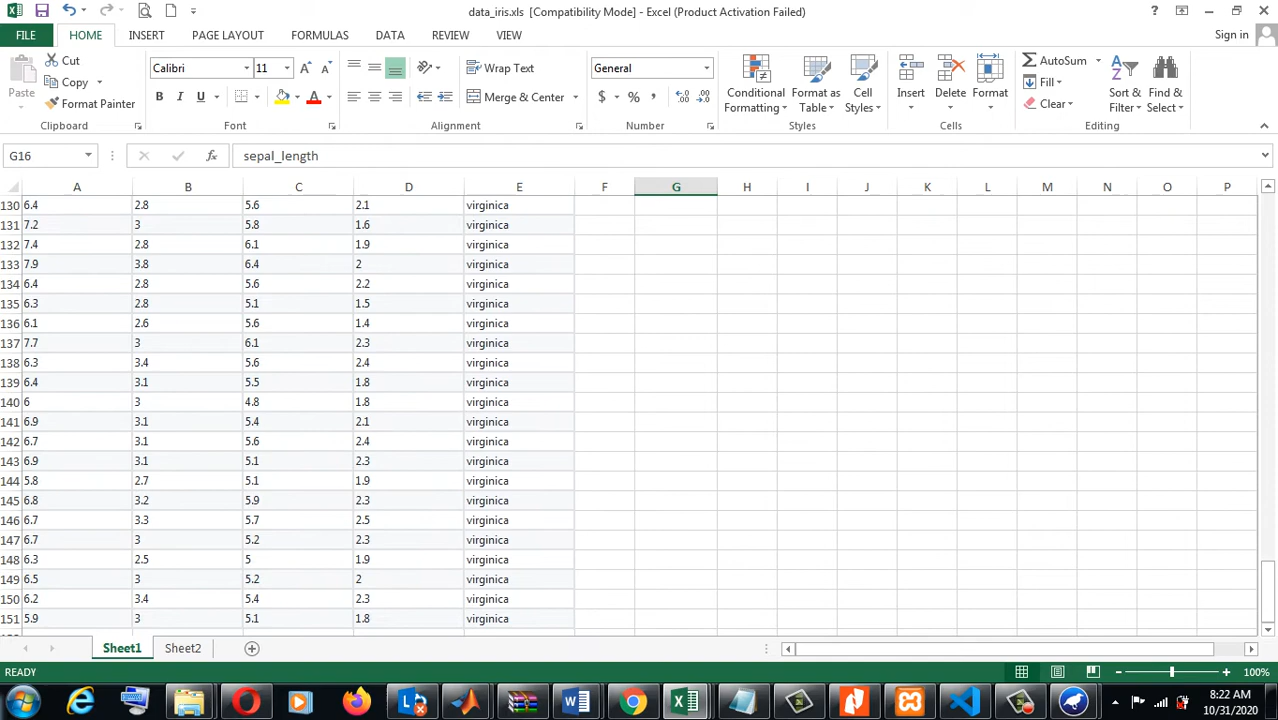 data_iris.xls [Compatibility Mode] - Excel (Product Activation Failed)
FILE HOME INSERT PAGE LAYOUT FORMULAS DATA REVIEW VIEW Sign in
Paste Cut Copy Format Painter
Calibri 11
Wrap Text
Merge & Center
General
Conditional Formatting
Format as Table
Cell Styles
Insert Delete Format
AutoSum
Fill
Clear
Sort & Filter
Find & Select
Clipboard Font Alignment Number Styles Cells Editing
G16 fx sepal_length
A B C D E F G H I J K L M N O P
130 6.4 2.8 5.6 2.1 virginica
131 7.2 3 5.8 1.6 virginica
132 7.4 2.8 6.1 1.9 virginica
133 7.9 3.8 6.4 2 virginica
134 6.4 2.8 5.6 2.2 virginica
135 6.3 2.8 5.1 1.5 virginica
136 6.1 2.6 5.6 1.4 virginica
137 7.7 3 6.1 2.3 virginica
138 6.3 3.4 5.6 2.4 virginica
139 6.4 3.1 5.5 1.8 virginica
140 6 3 4.8 1.8 virginica
141 6.9 3.1 5.4 2.1 virginica
142 6.7 3.1 5.6 2.4 virginica
143 6.9 3.1 5.1 2.3 virginica
144 5.8 2.7 5.1 1.9 virginica
145 6.8 3.2 5.9 2.3 virginica
146 6.7 3.3 5.7 2.5 virginica
147 6.7 3 5.2 2.3 virginica
148 6.3 2.5 5 1.9 virginica
149 6.5 3 5.2 2 virginica
150 6.2 3.4 5.4 2.3 virginica
151 5.9 3 5.1 1.8 virginica
Sheet1 Sheet2
READY 100%
8:22 AM
10/31/2020